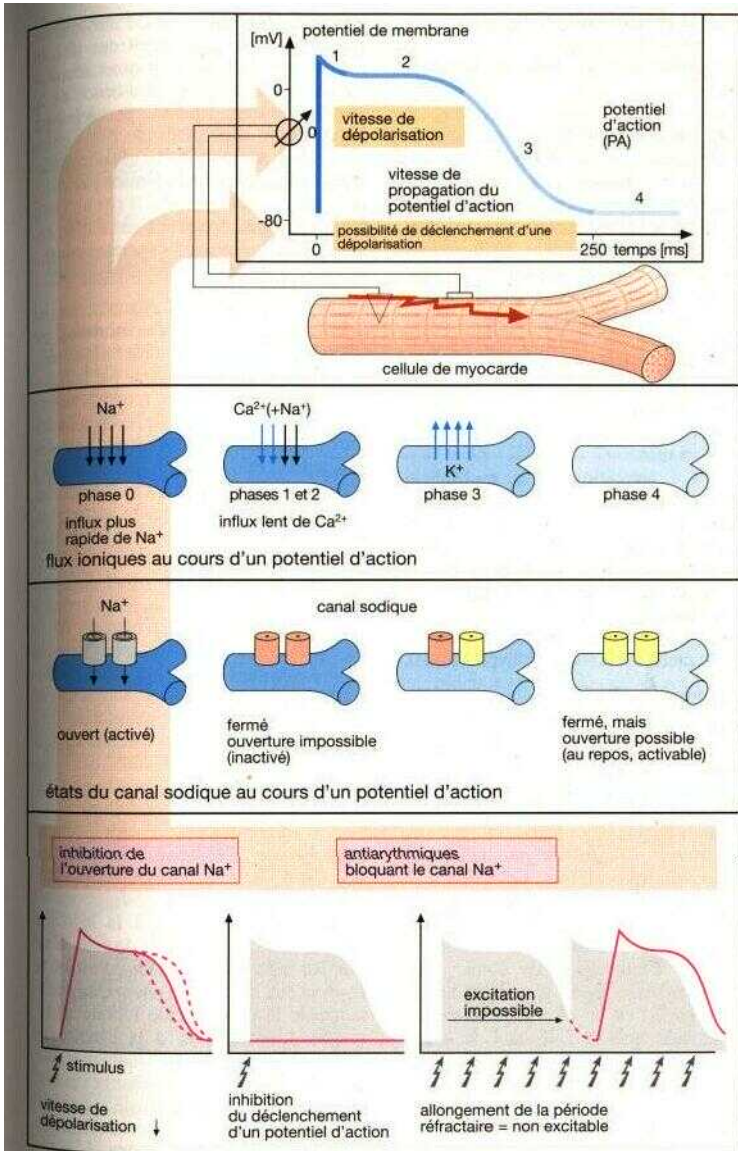 [mV]
potentiel de membrane
1
2
0
0
vitesse de
dépolarisation
potentiel
d'action
(PA)
3
vitesse de
propagation du
potentiel d'action
4
-80
possibilité de déclenchement d'une
dépolarisation
0
250 temps [ms]
cellule de myocarde
Na⁺
Ca²⁺(+Na⁺)
K⁺
phase 0
phases 1 et 2
phase 3
phase 4
influx plus
rapide de Na⁺
influx lent de Ca²⁺
flux ioniques au cours d'un potentiel d'action
Na⁺
canal sodique
ouvert (activé)
fermé
ouverture impossible
(inactivé)
fermé, mais
ouverture possible
(au repos, activable)
états du canal sodique au cours d'un potentiel d'action
inhibition de
l'ouverture du canal Na⁺
antiarythmiques
bloquant le canal Na⁺
excitation
impossible
stimulus
vitesse de
dépolarisation ↓
inhibition
du déclenchement
d'un potentiel d'action
allongement de la période
réfractaire = non excitable